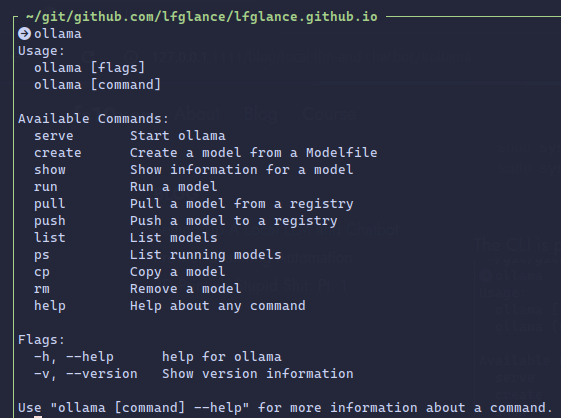 ~/git/github.com/lfglance/lfglance.github.io
ollama
Usage:
  ollama [flags]
  ollama [command]

Available Commands:
  serve       Start ollama
  create      Create a model from a Modelfile
  show        Show information for a model
  run         Run a model
  pull        Pull a model from a registry
  push        Push a model to a registry
  list        List models
  ps          List running models
  cp          Copy a model
  rm          Remove a model
  help        Help about any command

Flags:
  -h, --help      help for ollama
  -v, --version   Show version information

Use "ollama [command] --help" for more information about a command.